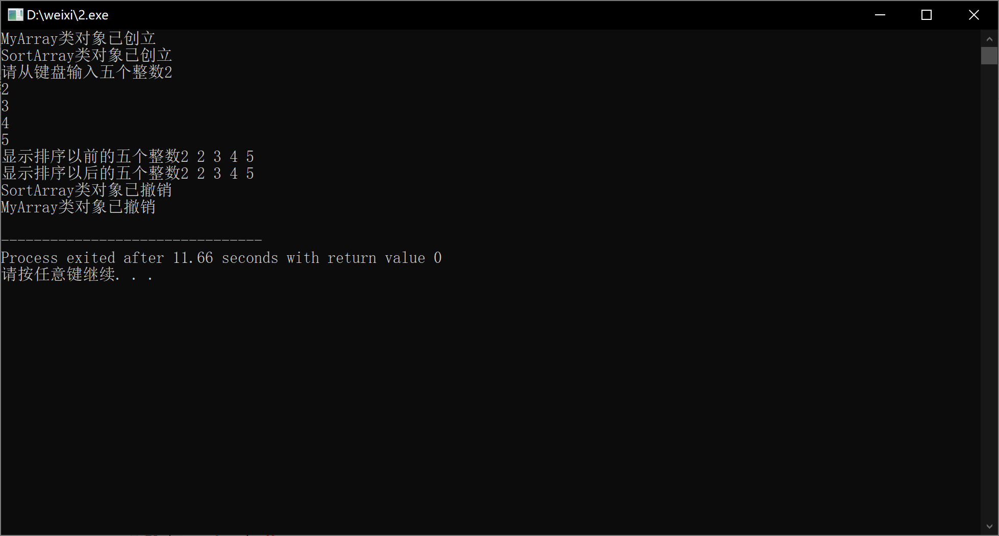 D:\weixi\2.exe
MyArray类对象已创立
SortArray类对象已创立
请从键盘输入五个整数2
2
3
4
5
显示排序以前的五个整数2 2 3 4 5
显示排序以后的五个整数2 2 3 4 5
SortArray类对象已撤销
MyArray类对象已撤销
--------------------------------
Process exited after 11.66 seconds with return value 0
请按任意键继续. . .